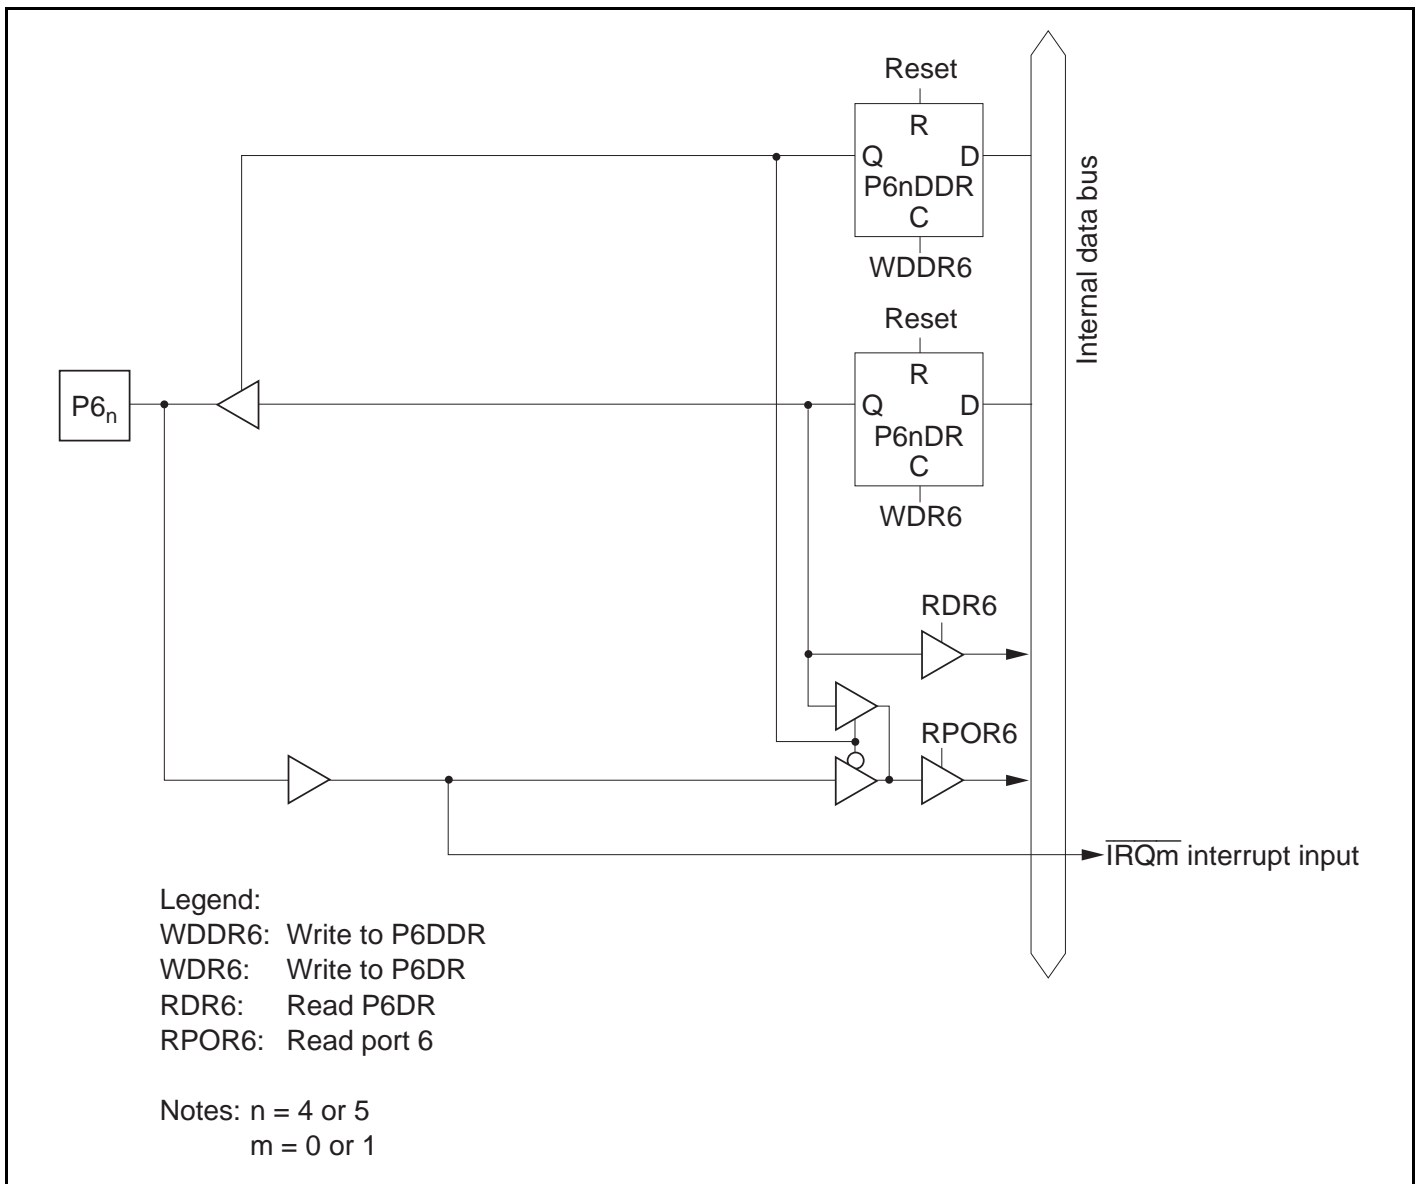 Reset
R
Q D
P6nDDR
C
WDDR6
Internal data bus
Reset
R
Q D
P6nDR
C
WDR6
P6n
RDR6
RPOR6
IRQm interrupt input
Legend:
WDDR6: Write to P6DDR
WDR6: Write to P6DR
RDR6: Read P6DR
RPOR6: Read port 6
Notes: n = 4 or 5
m = 0 or 1